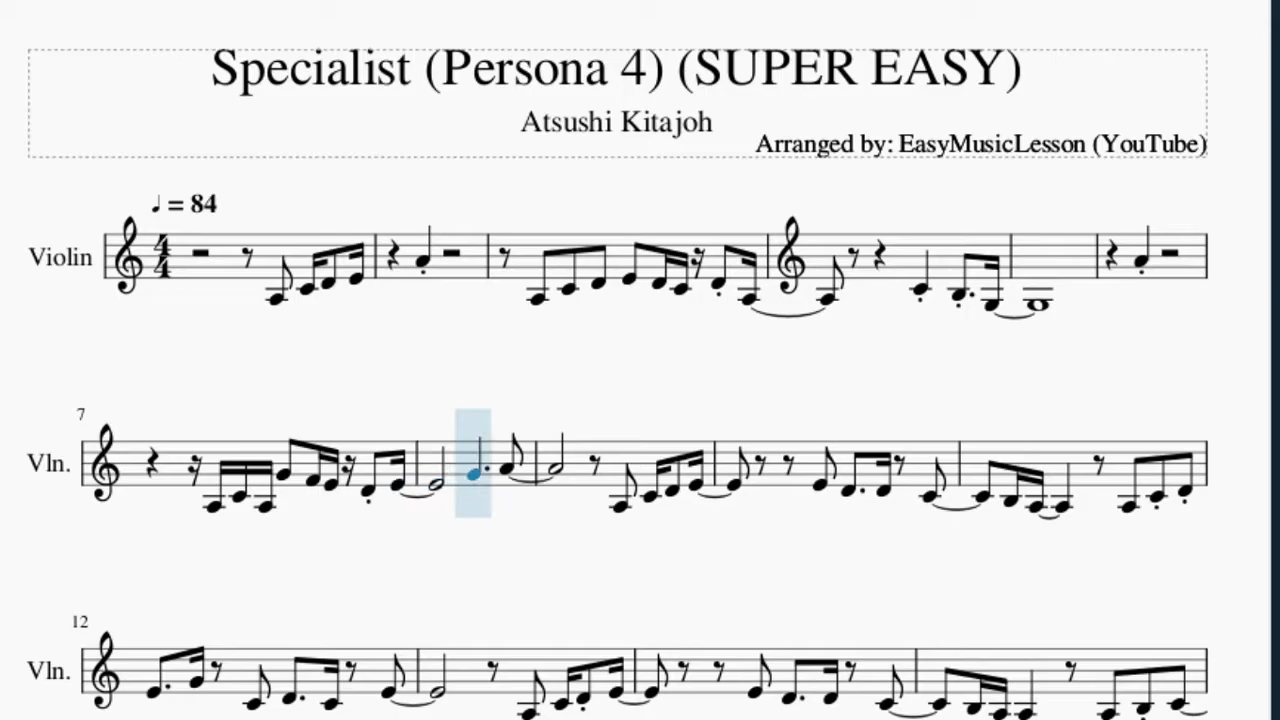 Specialist (Persona 4) (SUPER EASY)
Atsushi Kitajoh
Arranged by: EasyMusicLesson (YouTube)
♩ = 84
Violin
4
4
7
Vln.
12
Vln.